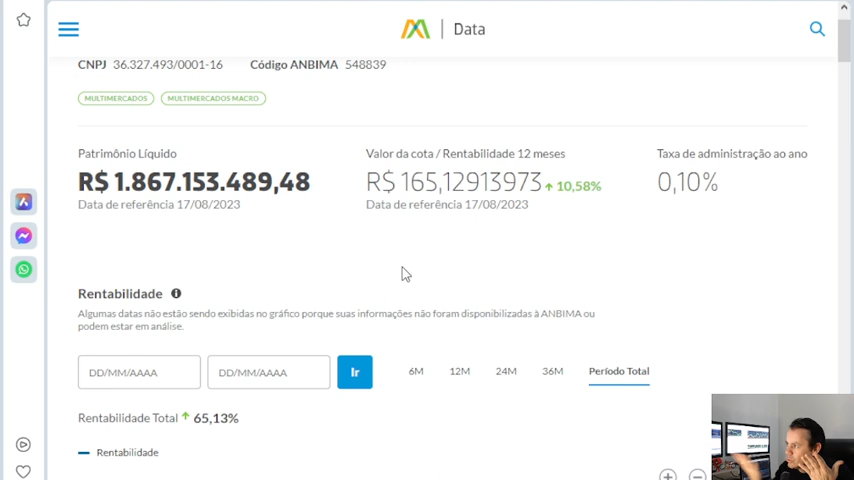 Data
CNPJ 36.327.493/0001-16 Código ANBIMA 548839
MULTIMERCADOS MULTIMERCADOS MACRO
Patrimônio Líquido
R$ 1.867.153.489,48
Data de referência 17/08/2023
Valor da cota / Rentabilidade 12 meses
R$ 165,12913973 10,58%
Data de referência 17/08/2023
Taxa de administração ao ano
0,10%
Rentabilidade
Algumas datas não estão sendo exibidas no gráfico porque suas informações não foram disponibilizadas à ANBIMA ou
podem estar em análise.
DD/MM/AAAA DD/MM/AAAA Ir 6M 12M 24M 36M Período Total
Rentabilidade Total 65,13%
Rentabilidade